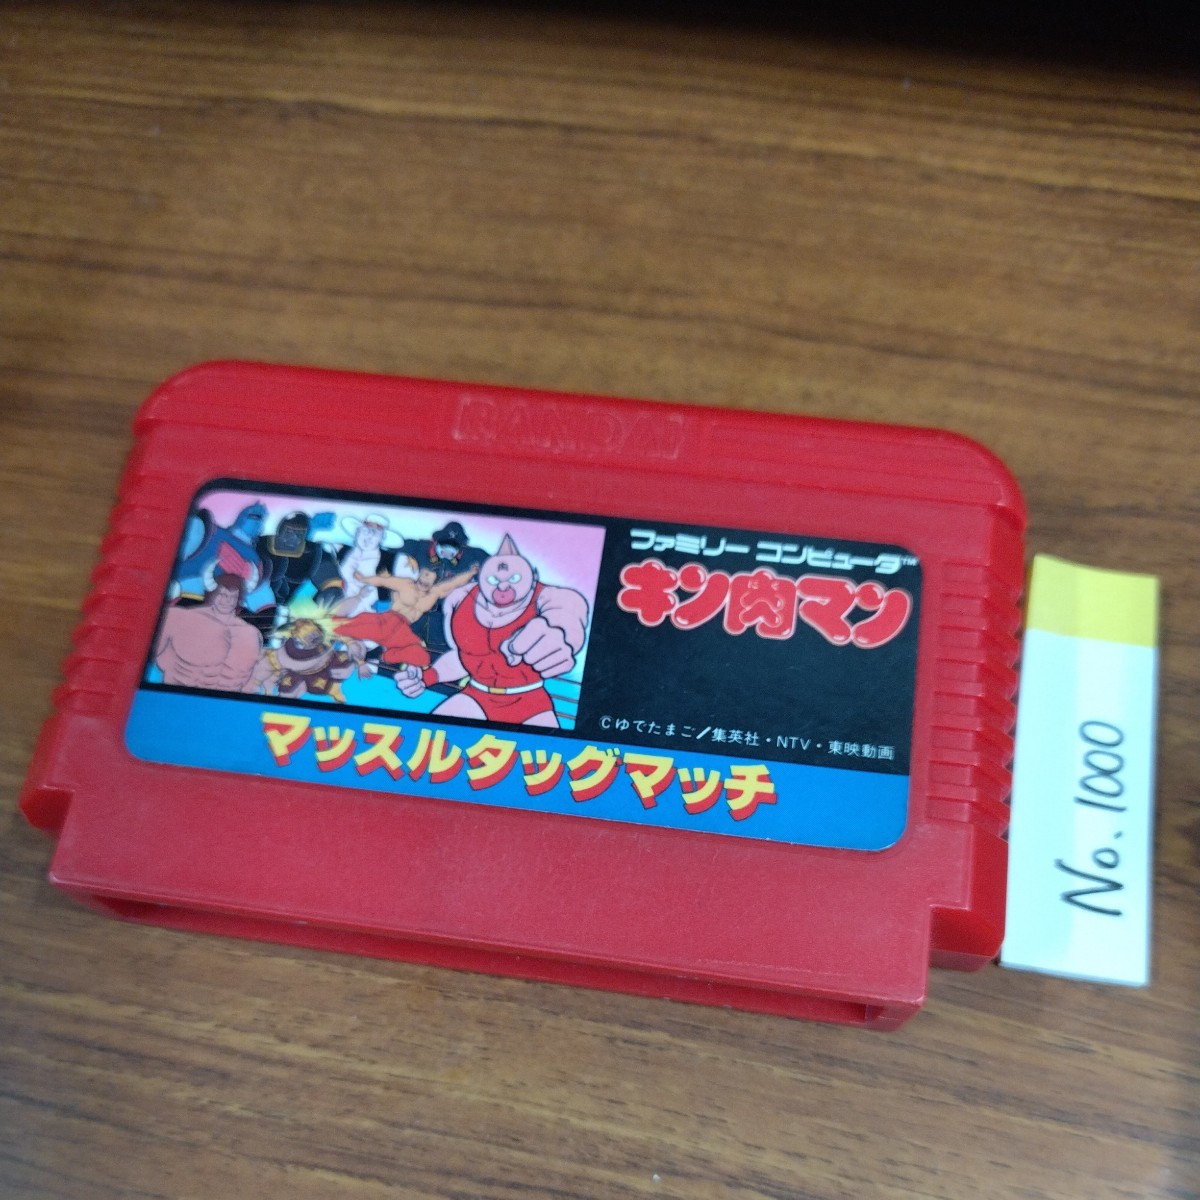 BANDAI
ファミリー コンピュータ™
キン肉マン
肉
©ゆでたまご/集英社・NTV・東映動画
マッスルタッグマッチ
No.1000